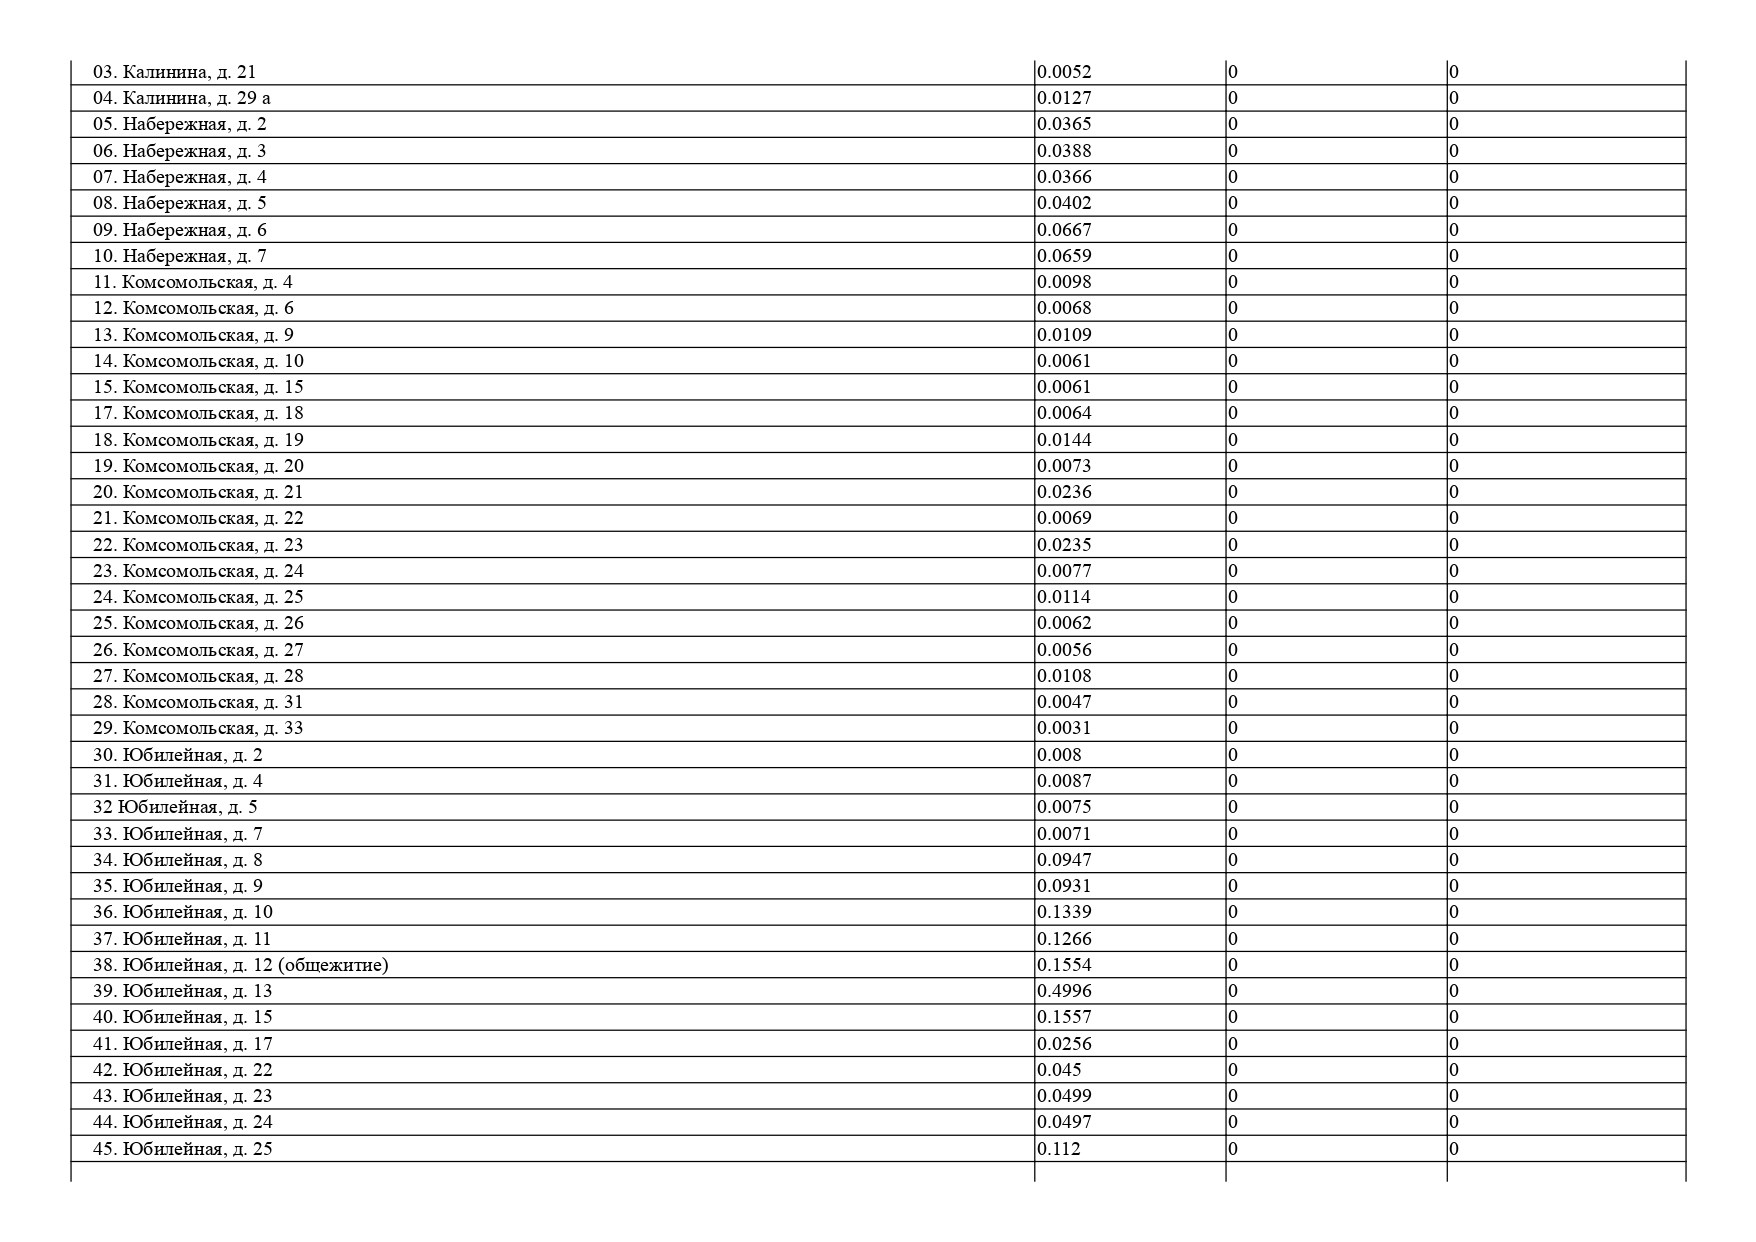 03. Калинина, д. 21 0.0052 0 0
04. Калинина, д. 29 а 0.0127 0 0
05. Набережная, д. 2 0.0365 0 0
06. Набережная, д. 3 0.0388 0 0
07. Набережная, д. 4 0.0366 0 0
08. Набережная, д. 5 0.0402 0 0
09. Набережная, д. 6 0.0667 0 0
10. Набережная, д. 7 0.0659 0 0
11. Комсомольская, д. 4 0.0098 0 0
12. Комсомольская, д. 6 0.0068 0 0
13. Комсомольская, д. 9 0.0109 0 0
14. Комсомольская, д. 10 0.0061 0 0
15. Комсомольская, д. 15 0.0061 0 0
17. Комсомольская, д. 18 0.0064 0 0
18. Комсомольская, д. 19 0.0144 0 0
19. Комсомольская, д. 20 0.0073 0 0
20. Комсомольская, д. 21 0.0236 0 0
21. Комсомольская, д. 22 0.0069 0 0
22. Комсомольская, д. 23 0.0235 0 0
23. Комсомольская, д. 24 0.0077 0 0
24. Комсомольская, д. 25 0.0114 0 0
25. Комсомольская, д. 26 0.0062 0 0
26. Комсомольская, д. 27 0.0056 0 0
27. Комсомольская, д. 28 0.0108 0 0
28. Комсомольская, д. 31 0.0047 0 0
29. Комсомольская, д. 33 0.0031 0 0
30. Юбилейная, д. 2 0.008 0 0
31. Юбилейная, д. 4 0.0087 0 0
32 Юбилейная, д. 5 0.0075 0 0
33. Юбилейная, д. 7 0.0071 0 0
34. Юбилейная, д. 8 0.0947 0 0
35. Юбилейная, д. 9 0.0931 0 0
36. Юбилейная, д. 10 0.1339 0 0
37. Юбилейная, д. 11 0.1266 0 0
38. Юбилейная, д. 12 (общежитие) 0.1554 0 0
39. Юбилейная, д. 13 0.4996 0 0
40. Юбилейная, д. 15 0.1557 0 0
41. Юбилейная, д. 17 0.0256 0 0
42. Юбилейная, д. 22 0.045 0 0
43. Юбилейная, д. 23 0.0499 0 0
44. Юбилейная, д. 24 0.0497 0 0
45. Юбилейная, д. 25 0.112 0 0